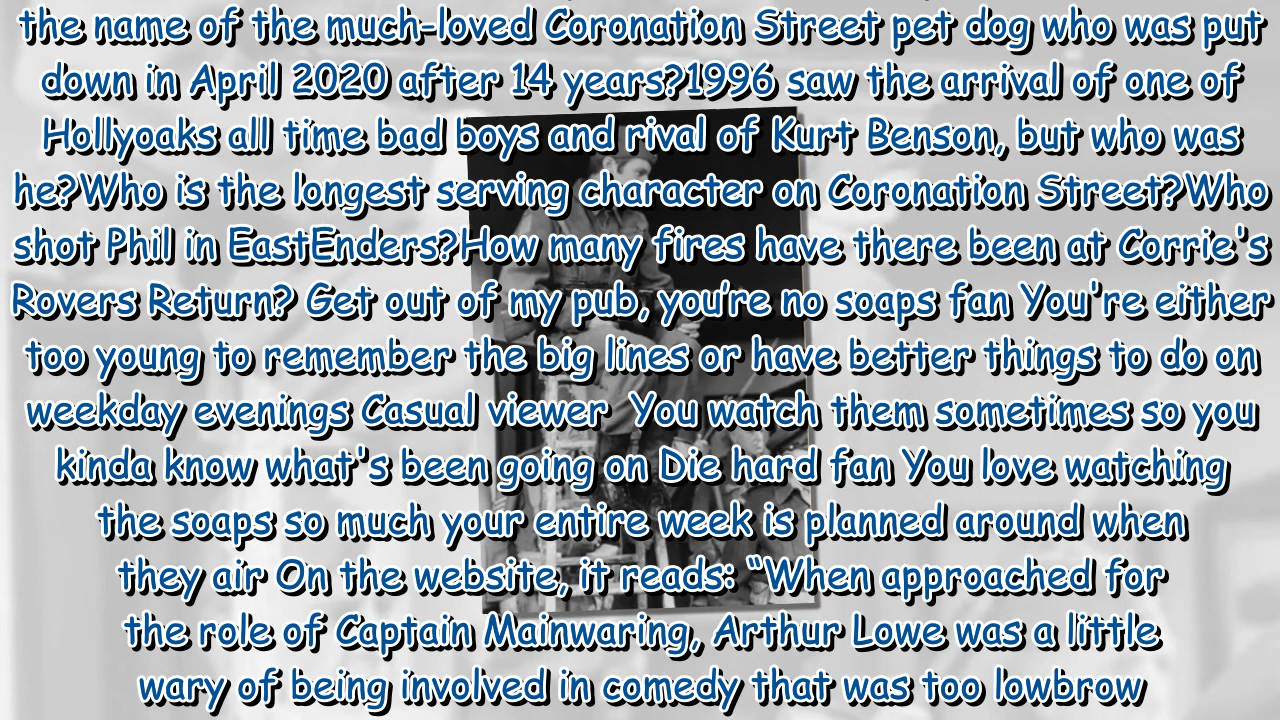 the name of the much-loved Coronation Street pet dog who was put
down in April 2020 after 14 years?1996 saw the arrival of one of
Hollyoaks all time bad boys and rival of Kurt Benson, but who was
he?Who is the longest serving character on Coronation Street?Who
shot Phil in EastEnders?How many fires have there been at Corrie's
Rovers Return? Get out of my pub, you’re no soaps fan You're either
too young to remember the big lines or have better things to do on
weekday evenings Casual viewer  You watch them sometimes so you
kinda know what's been going on Die hard fan You love watching
the soaps so much your entire week is planned around when
they air On the website, it reads: “When approached for
the role of Captain Mainwaring, Arthur Lowe was a little
wary of being involved in comedy that was too lowbrow